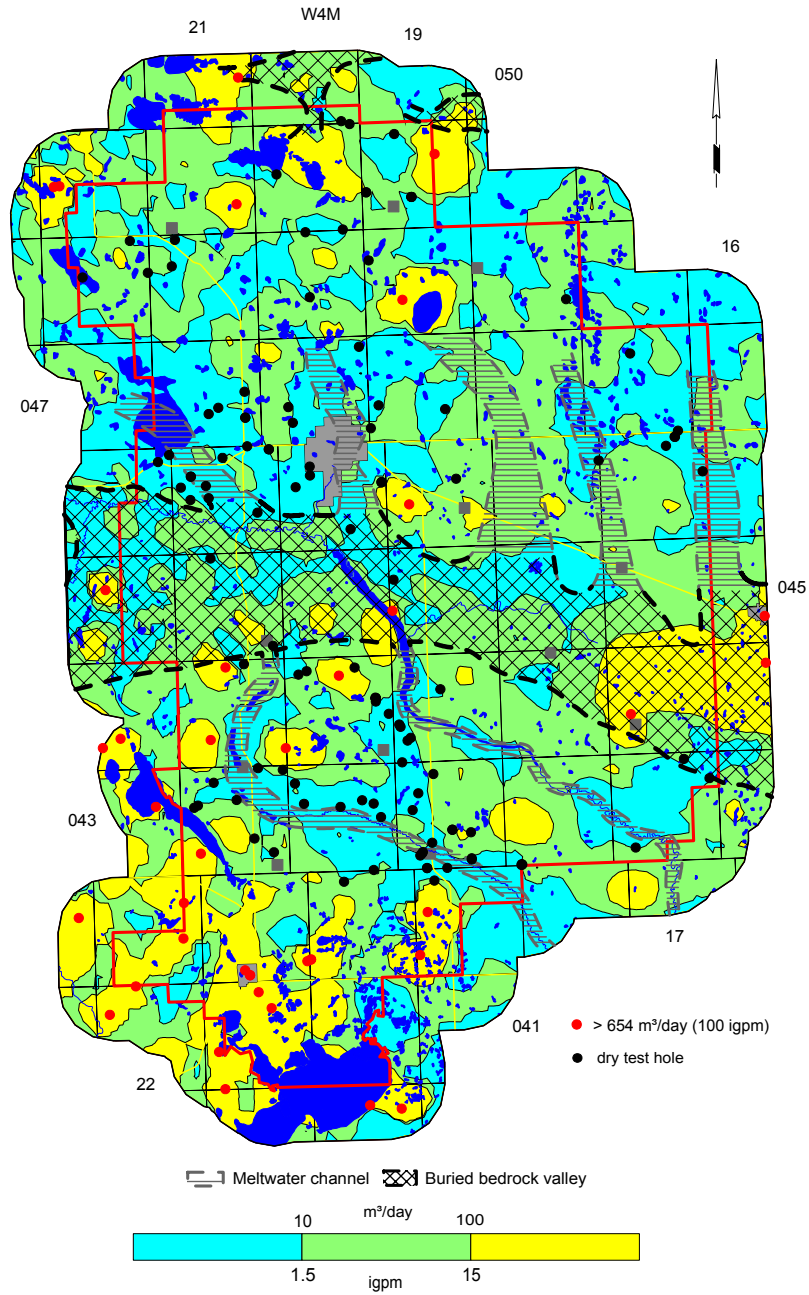 W4M
21
19
050
16
047
045
043
17
041
> 654 m³/day (100 igpm)
dry test hole
22
Meltwater channel
Buried bedrock valley
m³/day
10
100
1.5
igpm
15